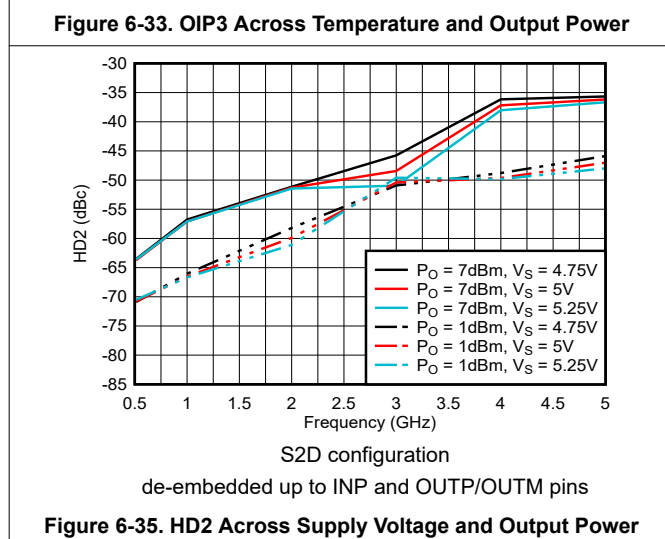 Figure 6-33. OIP3 Across Temperature and Output Power
-30
-35
-40
-45
-50
-55
-60
-65
-70
-75
-80
-85
HD2 (dBc)
PO = 7dBm, VS = 4.75V
PO = 7dBm, VS = 5V
PO = 7dBm, VS = 5.25V
PO = 1dBm, VS = 4.75V
PO = 1dBm, VS = 5V
PO = 1dBm, VS = 5.25V
0.5 1 1.5 2 2.5 3 3.5 4 4.5 5
Frequency (GHz)
S2D configuration
de-embedded up to INP and OUTP/OUTM pins
Figure 6-35. HD2 Across Supply Voltage and Output Power